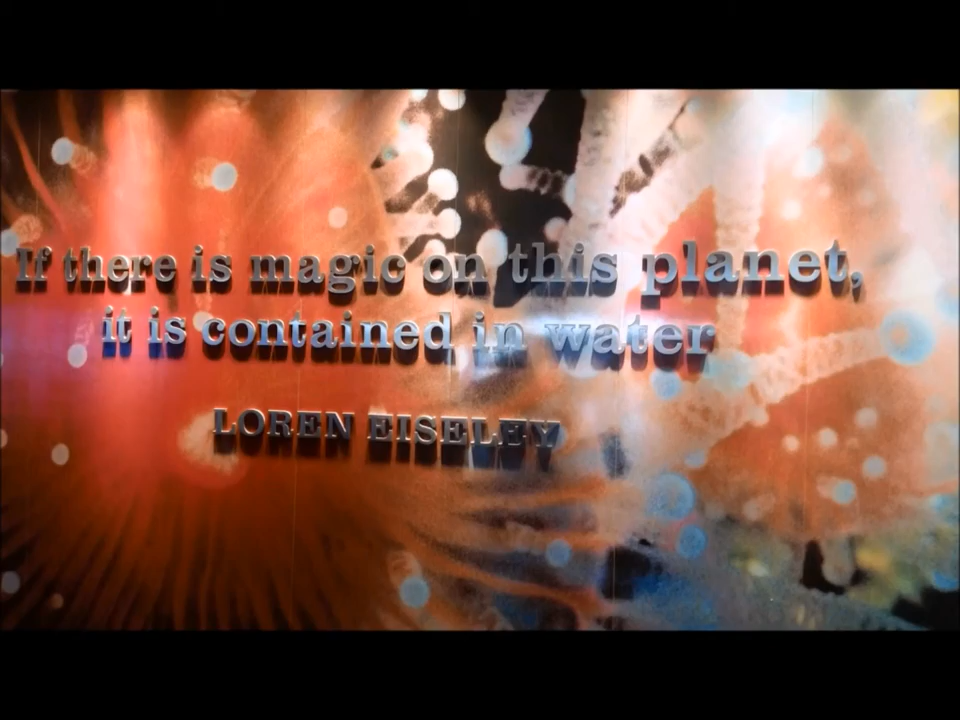 If there is magic on this planet,
it is contained in water
LOREN EISELEY